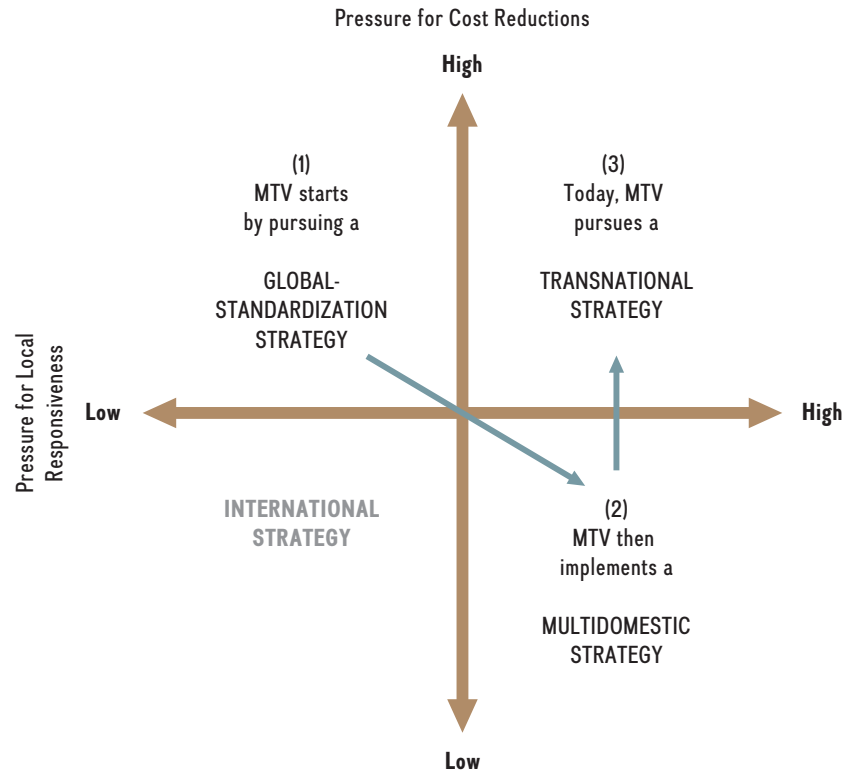 Pressure for Cost Reductions
High
(1)
MTV starts
by pursuing a
GLOBAL-
STANDARDIZATION
STRATEGY
(3)
Today, MTV
pursues a
TRANSNATIONAL
STRATEGY
Pressure for Local
Responsiveness
Low
High
INTERNATIONAL
STRATEGY
(2)
MTV then
implements a
MULTIDOMESTIC
STRATEGY
Low